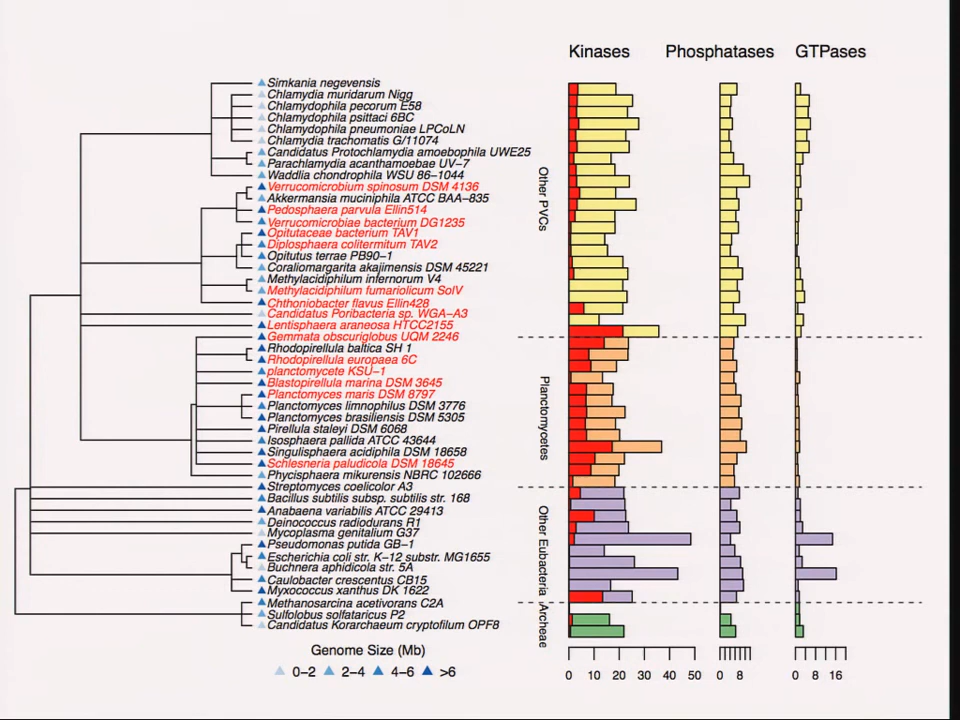 Kinases Phosphatases GTPases
Simkania negevensis
Chlamydia muridarum Nigg
Chlamydophila pecorum E58
Chlamydophila psittaci 6BC
Chlamydophila pneumoniae LPCoLN
Chlamydia trachomatis G/11074
Candidatus Protochlamydia amoebophila UWE25
Parachlamydia acanthamoebae UV−7
Waddlia chondrophila WSU 86−1044
Verrucomicrobium spinosum DSM 4136
Akkermansia muciniphila ATCC BAA−835
Pedosphaera parvula Ellin514
Verrucomicrobiae bacterium DG1235
Opitutaceae bacterium TAV1
Diplosphaera colitermitum TAV2
Opitutus terrae PB90−1
Coraliomargarita akajimensis DSM 45221
Methylacidiphilum infernorum V4
Methylacidiphilum fumariolicum SolV
Chthoniobacter flavus Ellin428
Candidatus Poribacteria sp. WGA−A3
Lentisphaera araneosa HTCC2155
Other PVCs
Gemmata obscuriglobus UQM 2246
Rhodopirellula baltica SH 1
Rhodopirellula europaea 6C
planctomycete KSU−1
Blastopirellula marina DSM 3645
Planctomyces maris DSM 8797
Planctomyces limnophilus DSM 3776
Planctomyces brasiliensis DSM 5305
Pirellula staleyi DSM 6068
Isosphaera pallida ATCC 43644
Singulisphaera acidiphila DSM 18658
Schlesneria paludicola DSM 18645
Phycisphaera mikurensis NBRC 102666
Planctomycetes
Streptomyces coelicolor A3
Bacillus subtilis subsp. subtilis str. 168
Anabaena variabilis ATCC 29413
Deinococcus radiodurans R1
Mycoplasma genitalium G37
Pseudomonas putida GB−1
Escherichia coli str. K−12 substr. MG1655
Buchnera aphidicola str. 5A
Caulobacter crescentus CB15
Myxococcus xanthus DK 1622
Other Eubacteria
Methanosarcina acetivorans C2A
Sulfolobus solfataricus P2
Candidatus Korarchaeum cryptofilum OPF8
Archeae
Genome Size (Mb)
0−2 2−4 4−6 >6
0 10 20 30 40 50 0 8 0 8 16